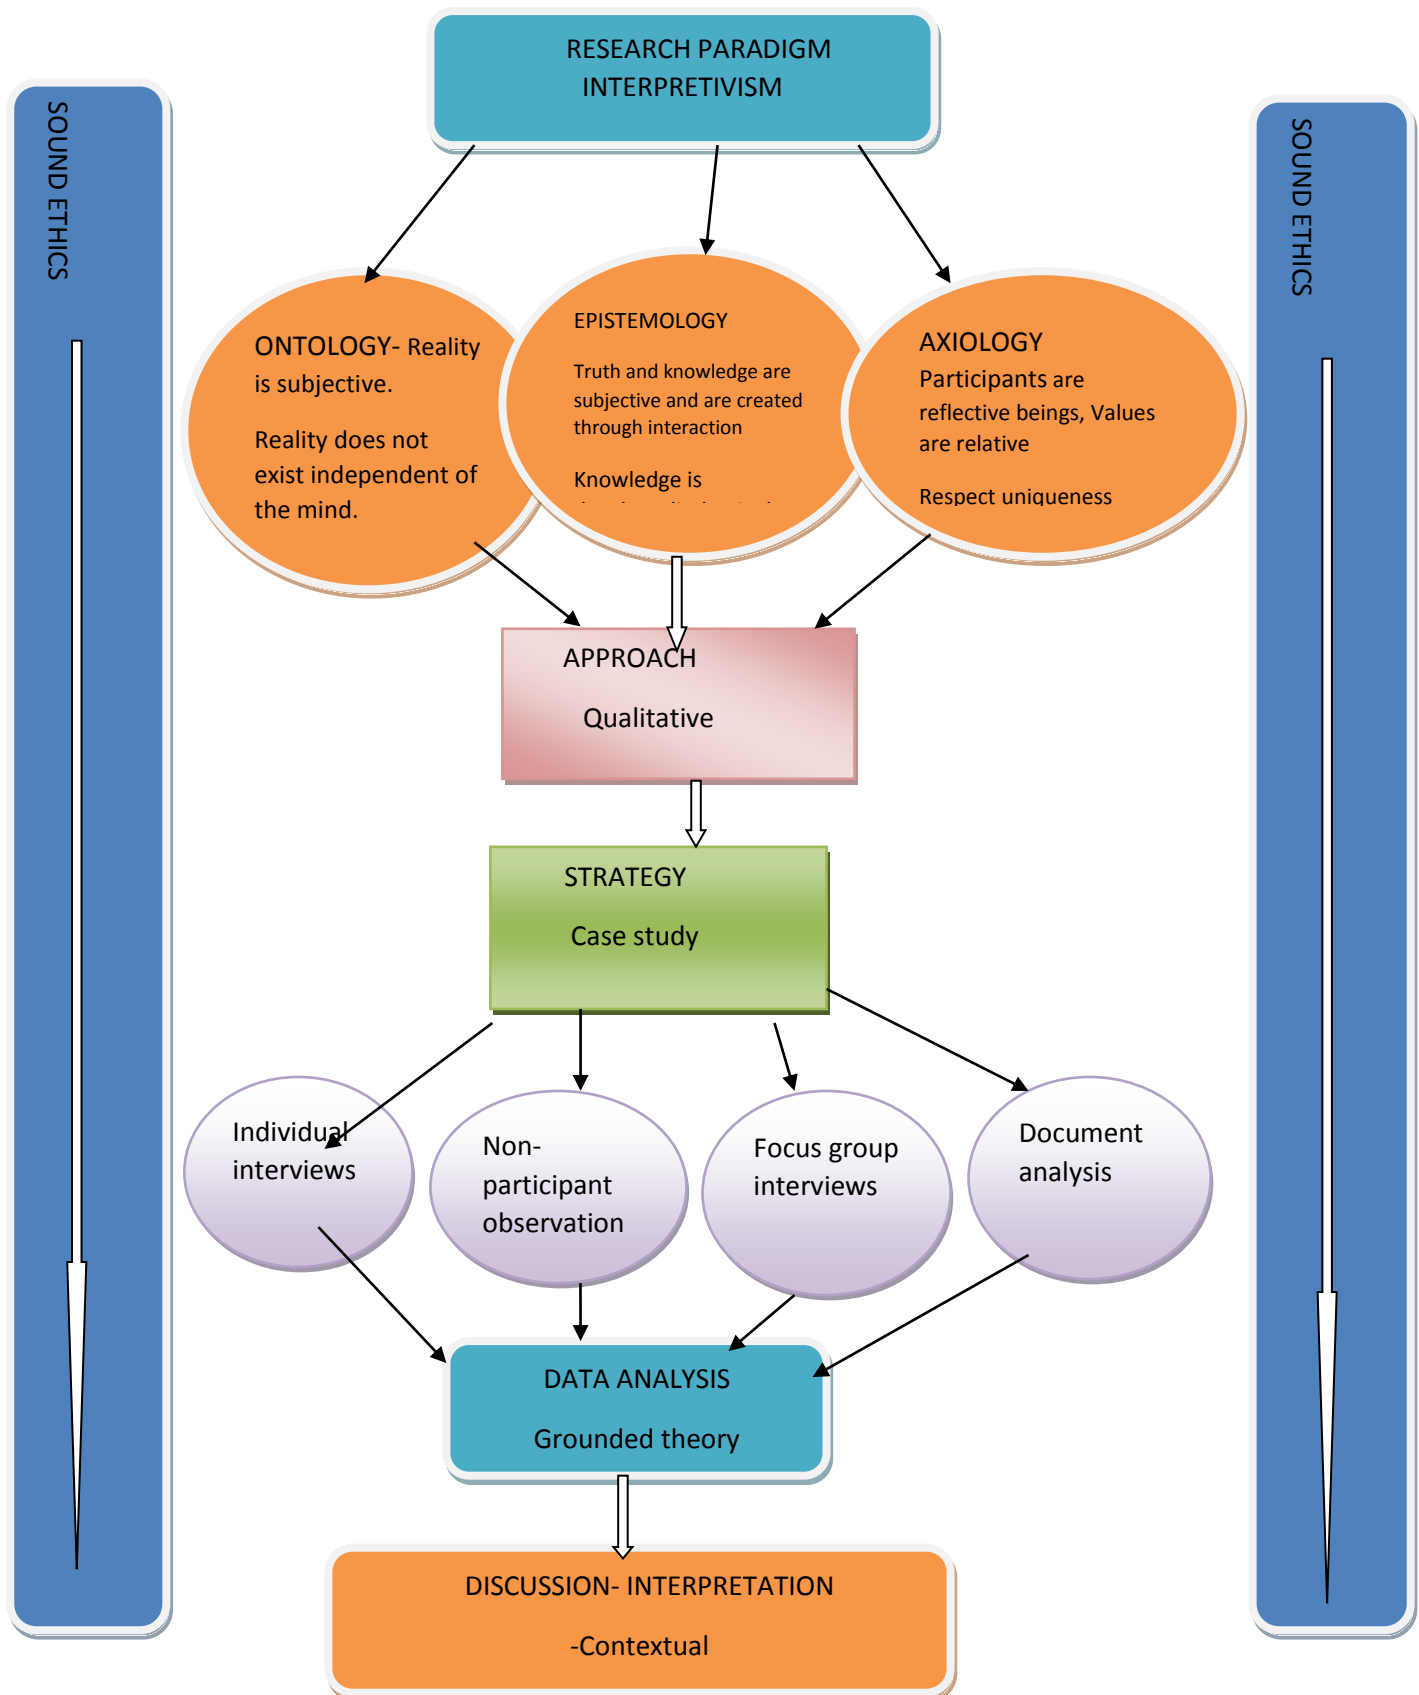 RESEARCH PARADIGM
INTERPRETIVISM
SOUND ETHICS
SOUND ETHICS
ONTOLOGY- Reality
is subjective.
Reality does not
exist independent of
the mind.
EPISTEMOLOGY
Truth and knowledge are
subjective and are created
through interaction
Knowledge is
AXIOLOGY
Participants are
reflective beings, Values
are relative
Respect uniqueness
APPROACH
Qualitative
STRATEGY
Case study
Individual
interviews
Non-
participant
observation
Focus group
interviews
Document
analysis
DATA ANALYSIS
Grounded theory
DISCUSSION- INTERPRETATION
-Contextual